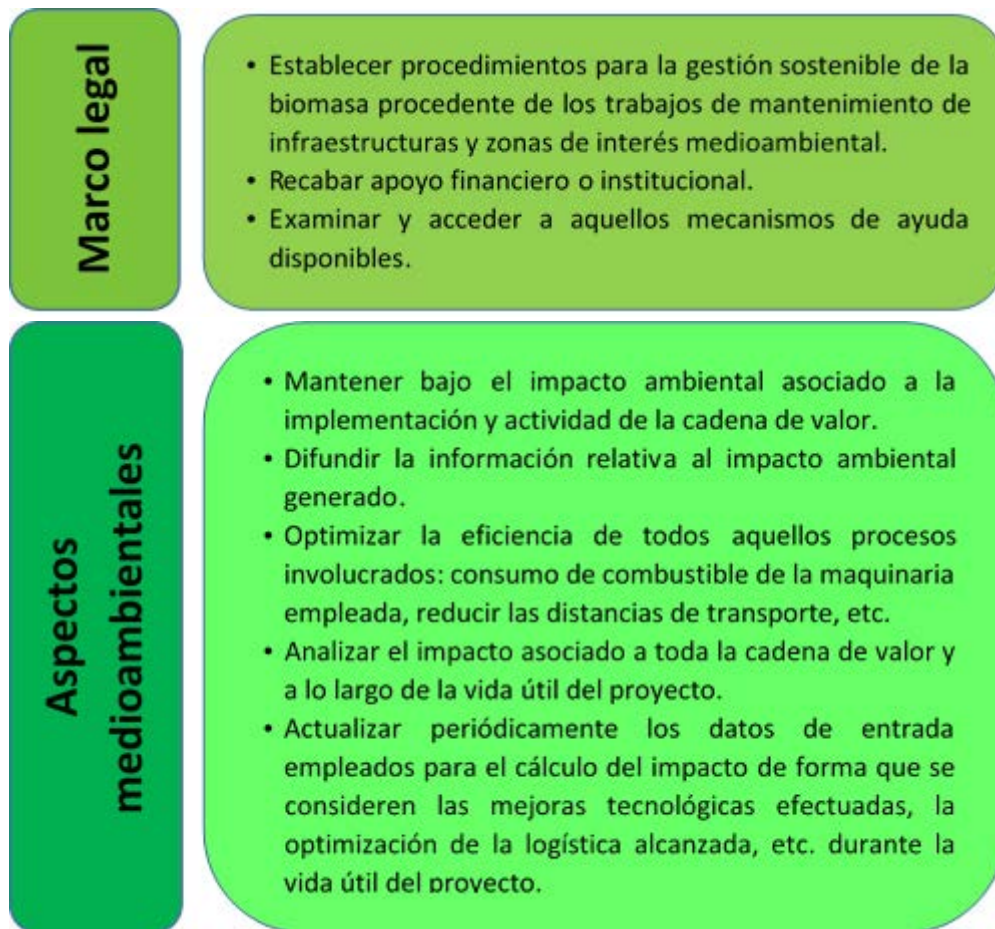 Marco legal
• Establecer procedimientos para la gestión sostenible de la
biomasa procedente de los trabajos de mantenimiento de
infraestructuras y zonas de interés medioambiental.
• Recabar apoyo financiero o institucional.
• Examinar y acceder a aquellos mecanismos de ayuda
disponibles.
Aspectos
medioambientales
• Mantener bajo el impacto ambiental asociado a la
implementación y actividad de la cadena de valor.
• Difundir la información relativa al impacto ambiental
generado.
• Optimizar la eficiencia de todos aquellos procesos
involucrados: consumo de combustible de la maquinaria
empleada, reducir las distancias de transporte, etc.
• Analizar el impacto asociado a toda la cadena de valor y
a lo largo de la vida útil del proyecto.
• Actualizar periódicamente los datos de entrada
empleados para el cálculo del impacto de forma que se
consideren las mejoras tecnológicas efectuadas, la
optimización de la logística alcanzada, etc. durante la
vida útil del proyecto.